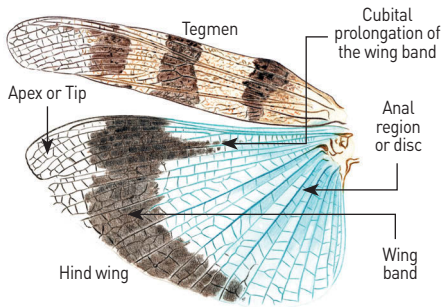 Tegmen
Cubital
prolongation of
the wing band
Apex or Tip
Anal
region
or disc
Hind wing
Wing
band